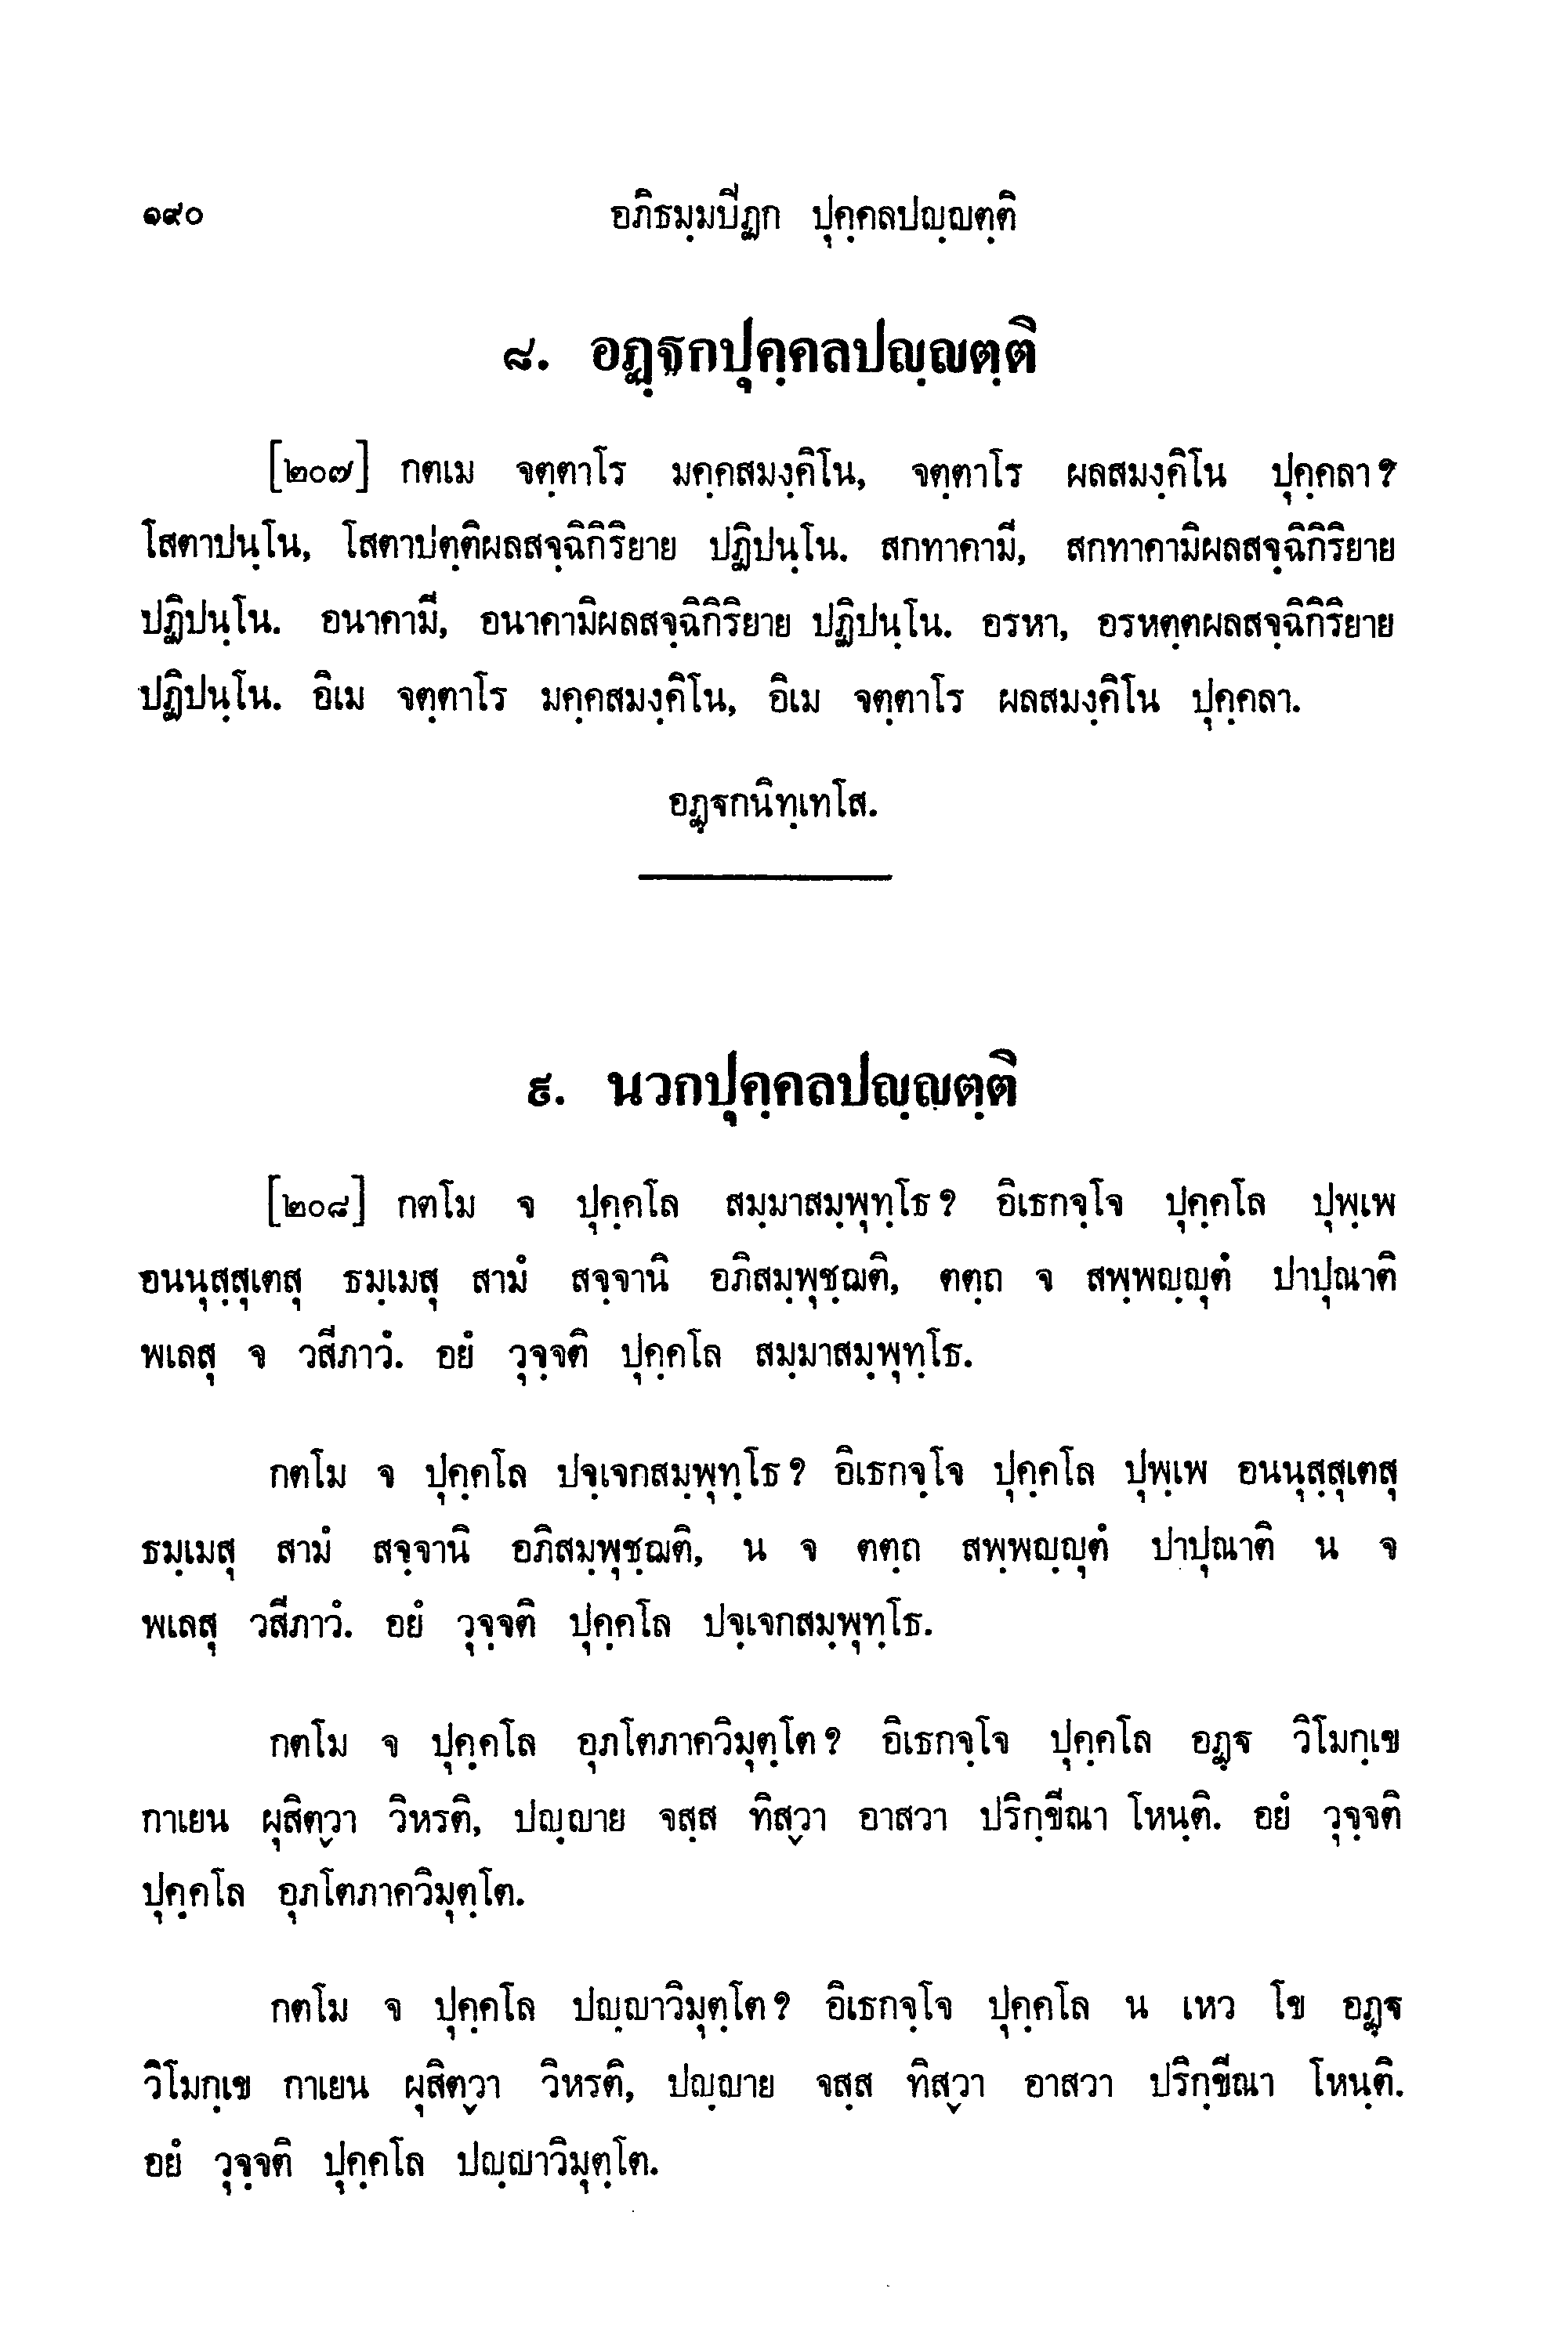 ๑๙๐ อภิธมฺมปิฏก ปุคฺคลปญฺญตฺติ
๘. อฏฺฐกปุคฺคลปญฺญตฺติ
[๒๐๗] กตเม จตฺตาโร มคฺคสมงฺคิโน, จตฺตาโร ผลสมงฺคิโน ปุคฺคลา ?
โสตาปนฺโน, โสตาปตฺติผลสจฺฉิกิริยาย ปฏิปนฺโน. สกทาคามี, สกทาคามิผลสจฺฉิกิริยาย
ปฏิปนฺโน. อนาคามี, อนาคามิผลสจฺฉิกิริยาย ปฏิปนฺโน. อรหา, อรหตฺตผลสจฺฉิกิริยาย
ปฏิปนฺโน. อิเม จตฺตาโร มคฺคสมงฺคิโน, อิเม จตฺตาโร ผลสมงฺคิโน ปุคฺคลา.
อฏฺฐกนิทฺเทโส.
๙. นวกปุคฺคลปญฺญตฺติ
[๒๐๘] กตโม จ ปุคฺคโล สมฺมาสมฺพุทฺโธ ? อิเธกจฺโจ ปุคฺคโล ปุพฺเพ
อนนุสฺสุเตสุ ธมฺเมสุ สามํ สจฺจานิ อภิสมฺพุชฺฌติ, ตตฺถ จ สพฺพญฺญุตํ ปาปุณาติ
พเลสุ จ วสีภาวํ. อยํ วุจฺจติ ปุคฺคโล สมฺมาสมฺพุทฺโธ.
กตโม จ ปุคฺคโล ปจฺเจกสมฺพุทฺโธ ? อิเธกจฺโจ ปุคฺคโล ปุพฺเพ อนนุสฺสุเตสุ
ธมฺเมสุ สามํ สจฺจานิ อภิสมฺพุชฺฌติ, น จ ตตฺถ สพฺพญฺญุตํ ปาปุณาติ น จ
พเลสุ วสีภาวํ. อยํ วุจฺจติ ปุคฺคโล ปจฺเจกสมฺพุทฺโธ.
กตโม จ ปุคฺคโล อุภโตภาควิมุตฺโต ? อิเธกจฺโจ ปุคฺคโล อฏฺฐ วิโมกฺเข
กาเยน ผุสิตฺวา วิหรติ, ปญฺญาย จสฺส ทิสฺวา อาสวา ปริกฺขีณา โหนฺติ. อยํ วุจฺจติ
ปุคฺคโล อุภโตภาควิมุตฺโต.
กตโม จ ปุคฺคโล ปญฺญาวิมุตฺโต ? อิเธกจฺโจ ปุคฺคโล น เหว โข อฏฺฐ
วิโมกฺเข กาเยน ผุสิตฺวา วิหรติ, ปญฺญาย จสฺส ทิสฺวา อาสวา ปริกฺขีณา โหนฺติ.
อยํ วุจฺจติ ปุคฺคโล ปญฺญาวิมุตฺโต.